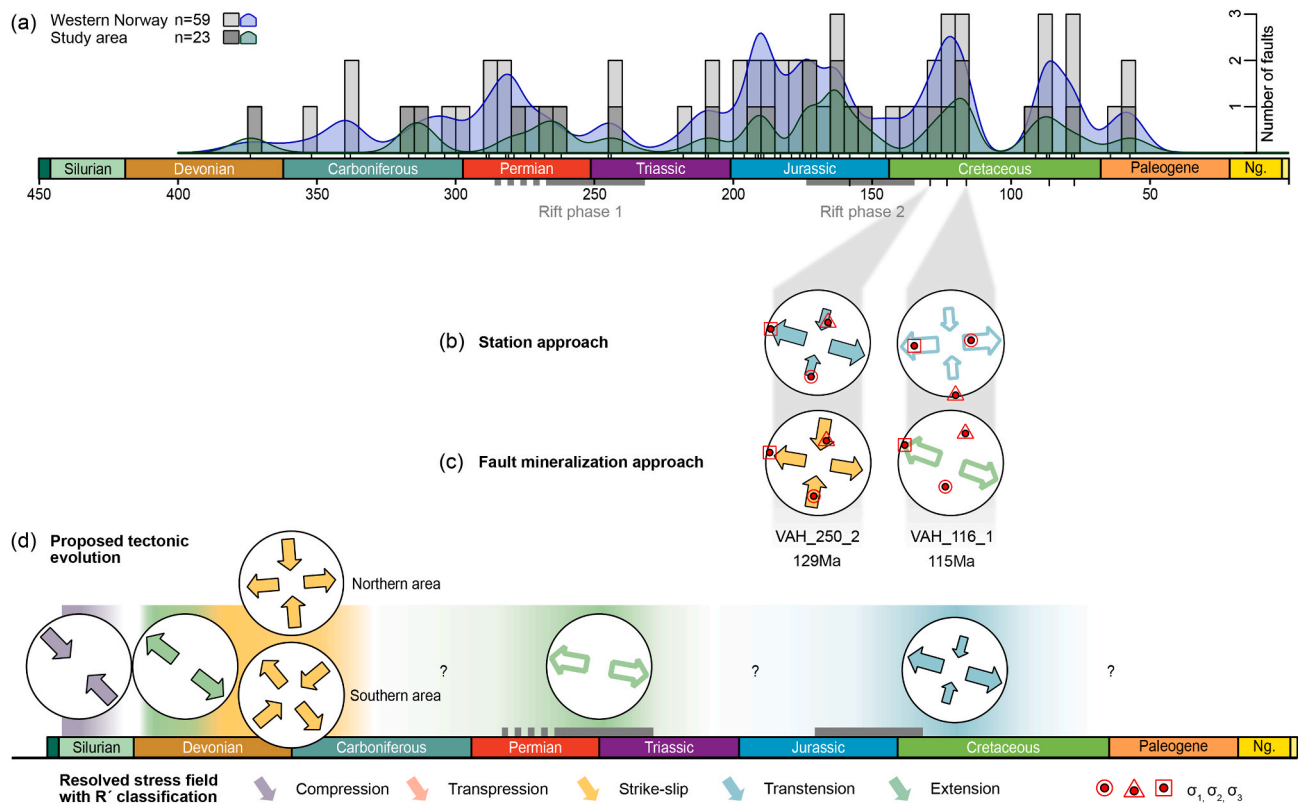 (a)
Western Norway n=59
Study area n=23
3
2
1
Number of faults
Silurian Devonian Carboniferous Permian Triassic Jurassic Cretaceous Paleogene Ng.
450 400 350 300 250 200 150 100 50
Rift phase 1 Rift phase 2
(b) Station approach
(c) Fault mineralization approach
VAH_250_2 VAH_116_1
129Ma 115Ma
(d) Proposed tectonic
evolution
Northern area
Southern area
? ? ?
Silurian Devonian Carboniferous Permian Triassic Jurassic Cretaceous Paleogene Ng.
Resolved stress field
with R´ classification
Compression Transpression Strike-slip Transtension Extension σ1, σ2, σ3